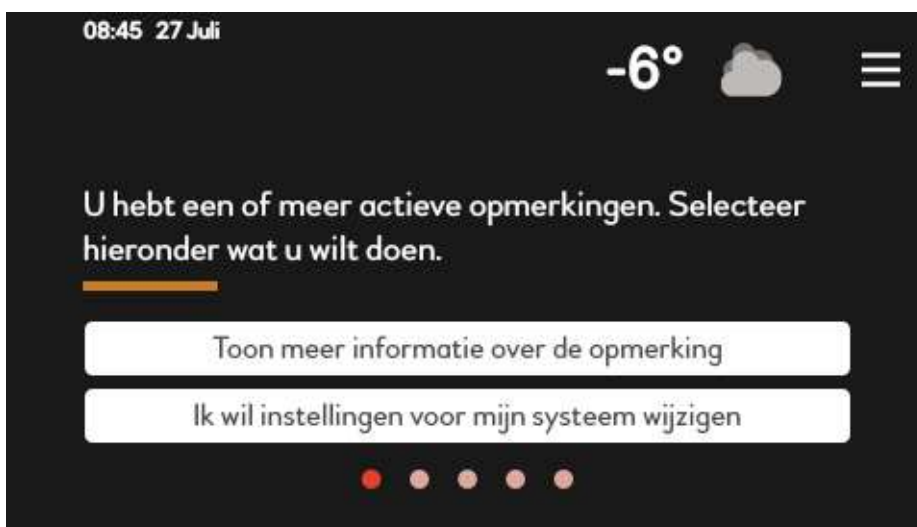 08:45 27 Juli
-6°
U hebt een of meer actieve opmerkingen. Selecteer
hieronder wat u wilt doen.
Toon meer informatie over de opmerking
Ik wil instellingen voor mijn systeem wijzigen